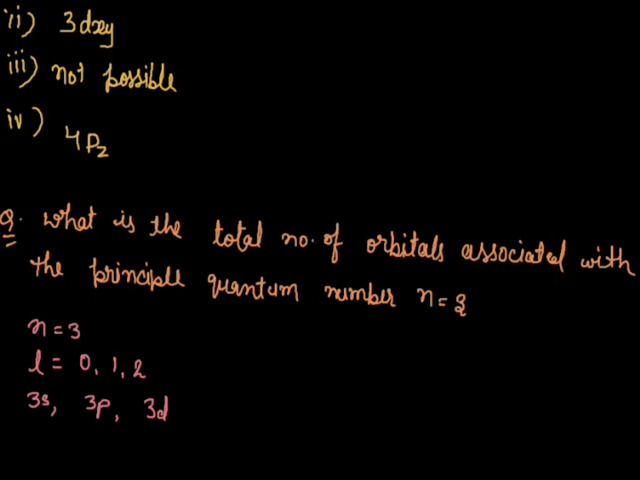 ii) 3dxy
iii) not possible
iv) 4Pz
Q. what is the total no. of orbitals associated with
the principle quantum number n = 3
n = 3
l = 0, 1, 2
3s, 3p, 3d